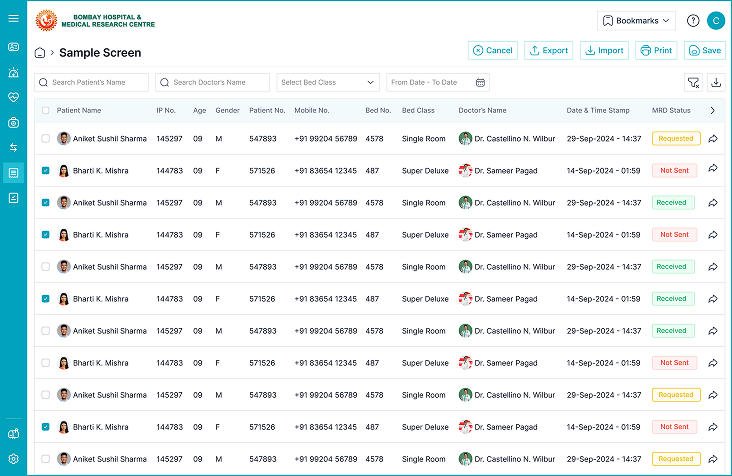 BOMBAY HOSPITAL &
MEDICAL RESEARCH CENTRE
Bookmarks
C
Sample Screen
Cancel
Export
Import
Print
Save
Search Patient's Name
Search Doctor's Name
Select Bed Class
From Date - To Date
Patient Name IP No. Age Gender Patient No. Mobile No. Bed No. Bed Class Doctor's Name Date & Time Stamp MRD Status
Aniket Sushil Sharma 145297 09 M 547893 +91 99204 56789 4578 Single Room Dr. Castellino N. Wilbur 29-Sep-2024 - 14:37 Requested
Bharti K. Mishra 144783 09 F 571526 +91 83654 12345 487 Super Deluxe Dr. Sameer Pagad 14-Sep-2024 - 01:59 Not Sent
Aniket Sushil Sharma 145297 09 M 547893 +91 99204 56789 4578 Single Room Dr. Castellino N. Wilbur 29-Sep-2024 - 14:37 Received
Bharti K. Mishra 144783 09 F 571526 +91 83654 12345 487 Super Deluxe Dr. Sameer Pagad 14-Sep-2024 - 01:59 Not Sent
Aniket Sushil Sharma 145297 09 M 547893 +91 99204 56789 4578 Single Room Dr. Castellino N. Wilbur 29-Sep-2024 - 14:37 Received
Bharti K. Mishra 144783 09 F 571526 +91 83654 12345 487 Super Deluxe Dr. Sameer Pagad 14-Sep-2024 - 01:59 Received
Aniket Sushil Sharma 145297 09 M 547893 +91 99204 56789 4578 Single Room Dr. Castellino N. Wilbur 29-Sep-2024 - 14:37 Received
Bharti K. Mishra 144783 09 F 571526 +91 83654 12345 487 Super Deluxe Dr. Sameer Pagad 14-Sep-2024 - 01:59 Not Sent
Aniket Sushil Sharma 145297 09 M 547893 +91 99204 56789 4578 Single Room Dr. Castellino N. Wilbur 29-Sep-2024 - 14:37 Requested
Bharti K. Mishra 144783 09 F 571526 +91 83654 12345 487 Super Deluxe Dr. Sameer Pagad 14-Sep-2024 - 01:59 Not Sent
Aniket Sushil Sharma 145297 09 M 547893 +91 99204 56789 4578 Single Room Dr. Castellino N. Wilbur 29-Sep-2024 - 14:37 Requested